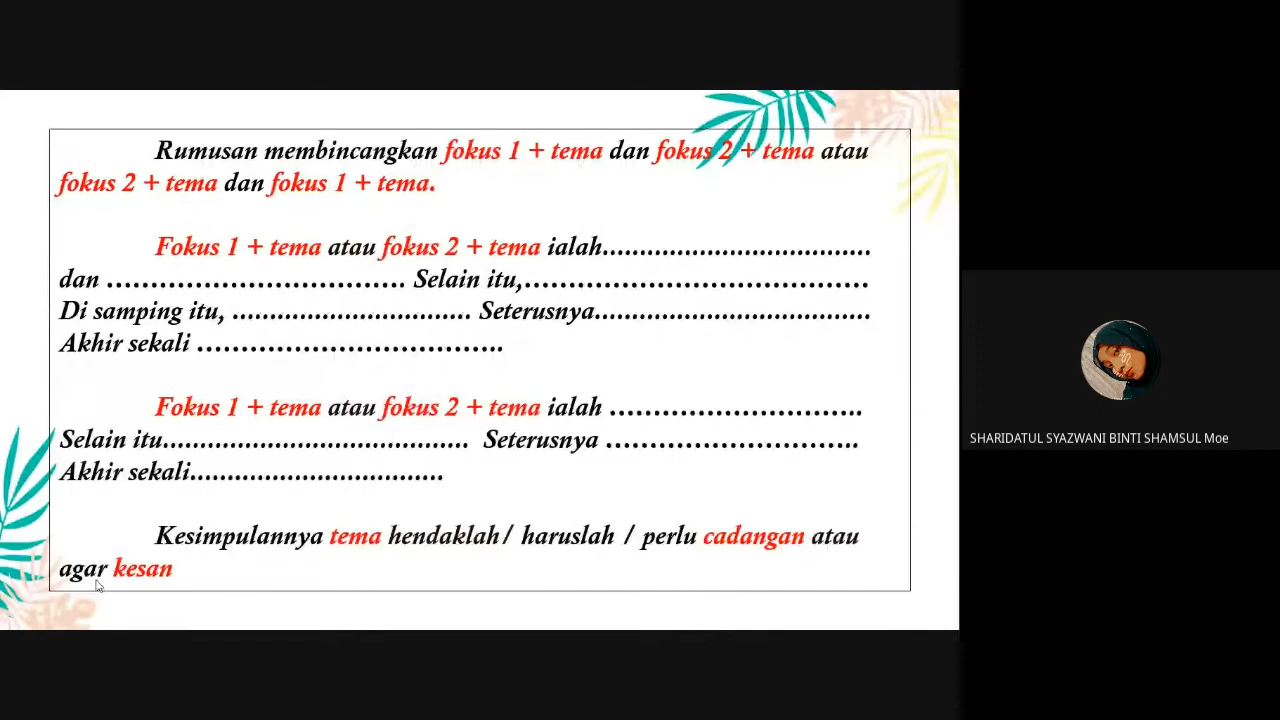 Rumusan membincangkan fokus 1 + tema dan fokus 2 + tema atau
fokus 2 + tema dan fokus 1 + tema.
Fokus 1 + tema atau fokus 2 + tema ialah....................................
dan ………………………………. Selain itu,…………………………………
Di samping itu, ................................ Seterusnya.....................................
Akhir sekali ……………………………..
Fokus 1 + tema atau fokus 2 + tema ialah ………………………..
Selain itu......................................... Seterusnya ……………………….
Akhir sekali..................................
Kesimpulannya tema hendaklah/ haruslah / perlu cadangan atau
agar kesan
SHARIDATUL SYAZWANI BINTI SHAMSUL Moe